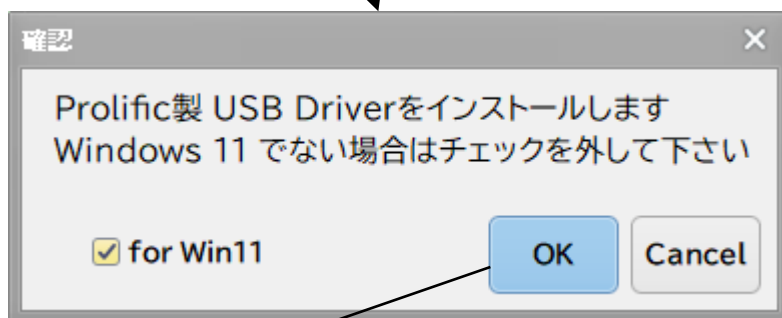 確認
Prolific製 USB Driverをインストールします
Windows 11 でない場合はチェックを外して下さい
for Win11
OK
Cancel